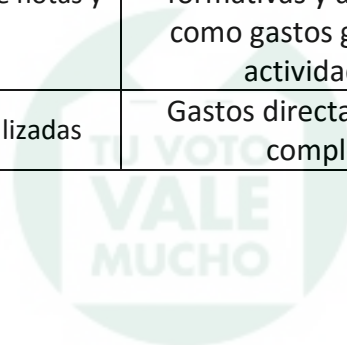 e notas y
formativas y
como gastos g
activida
lizadas
Gastos directa
compl
TU VOTO
VALE
MUCHO